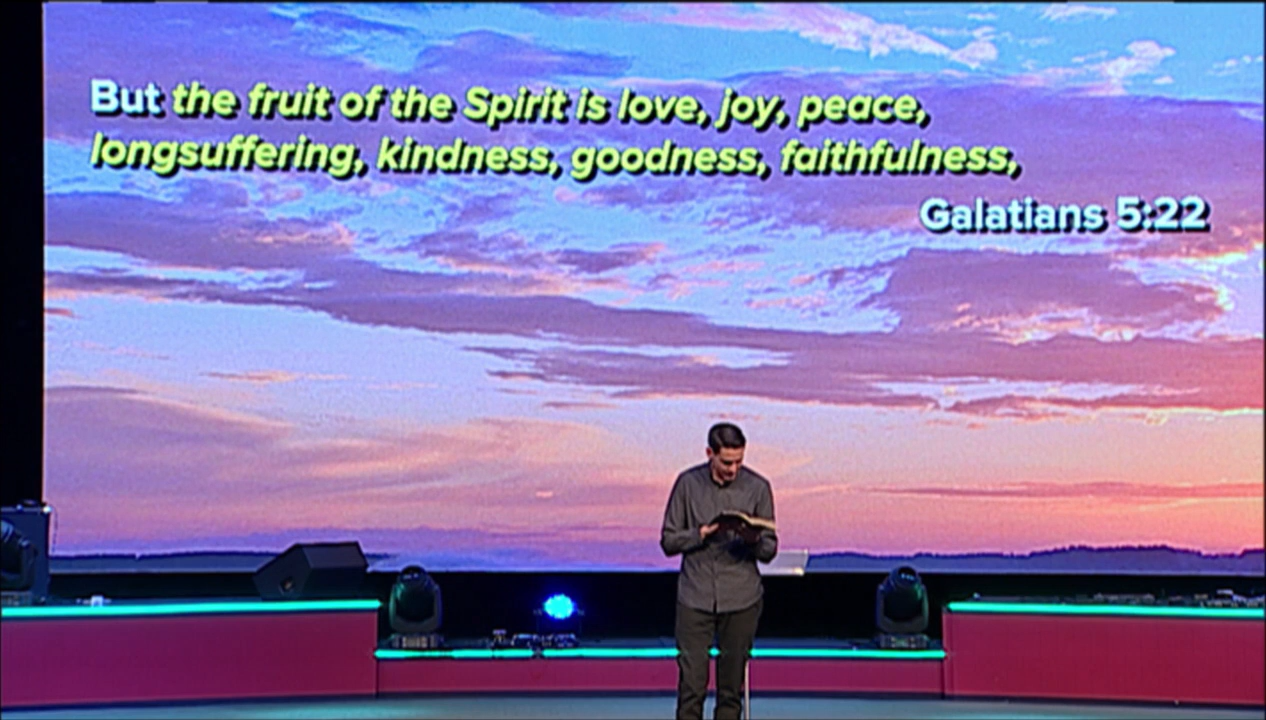 But the fruit of the Spirit is love, joy, peace,
longsuffering, kindness, goodness, faithfulness,
Galatians 5:22